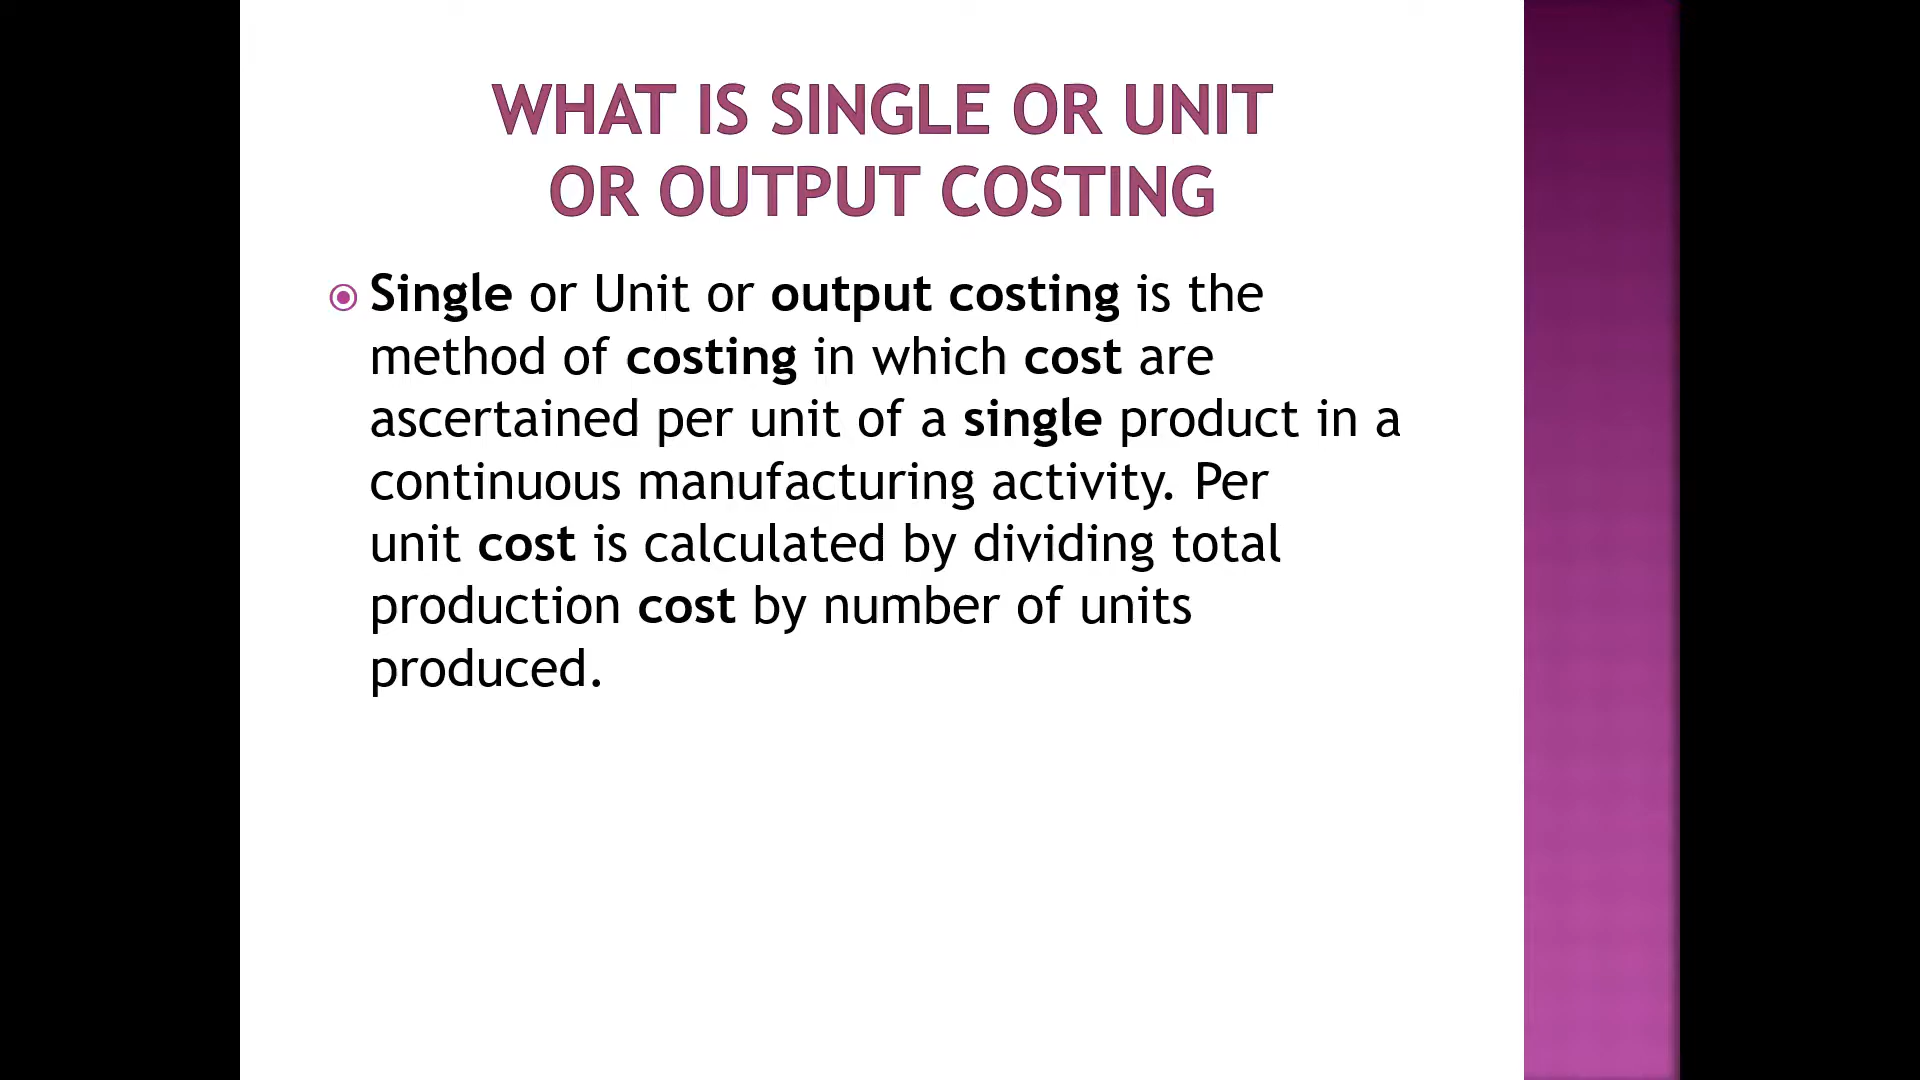 WHAT IS SINGLE OR UNIT
OR OUTPUT COSTING
Single or Unit or output costing is the
method of costing in which cost are
ascertained per unit of a single product in a
continuous manufacturing activity. Per
unit cost is calculated by dividing total
production cost by number of units
produced.